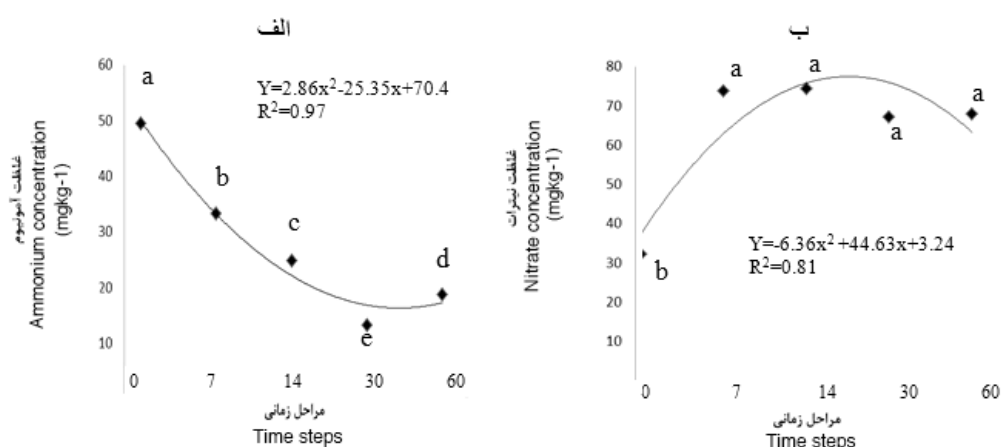 الف
60
50
40
30
20
10
a
b
c
d
e
Y=2.86x²-25.35x+70.4
R²=0.97
غلظت آمونیوم
Ammonium concentration
(mgkg-1)
0 7 14 30 60
مراحل زمانی
Time steps
ب
80
70
60
50
40
30
20
10
a
a
a
a
b
Y=-6.36x²+44.63x+3.24
R²=0.81
غلظت نیترات
Nitrate concentration
(mgkg-1)
0 7 14 30 60
مراحل زمانی
Time steps